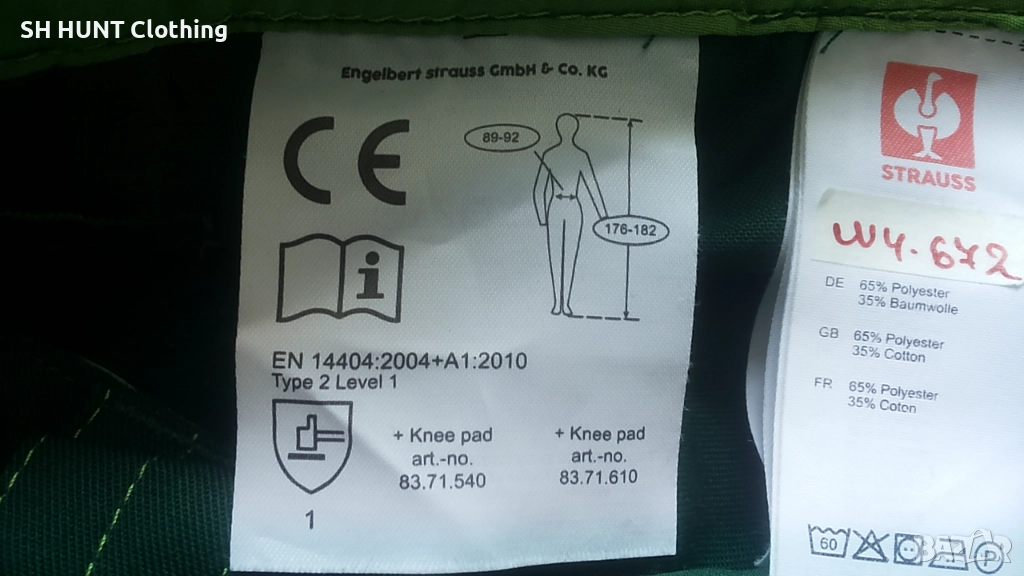 SH HUNT Clothing
Engelbert strauss GmbH & Co. KG
CE
89-92
176-182
i
EN 14404:2004+A1:2010
Type 2 Level 1
+ Knee pad
art.-no.
83.71.540
+ Knee pad
art.-no.
83.71.610
1
STRAUSS
W4.672
DE 65% Polyester
35% Baumwolle
GB 65% Polyester
35% Cotton
FR 65% Polyester
35% Coton
60
P